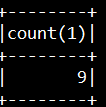 +--------+
|count(1)|
+--------+
|       9|
+--------+